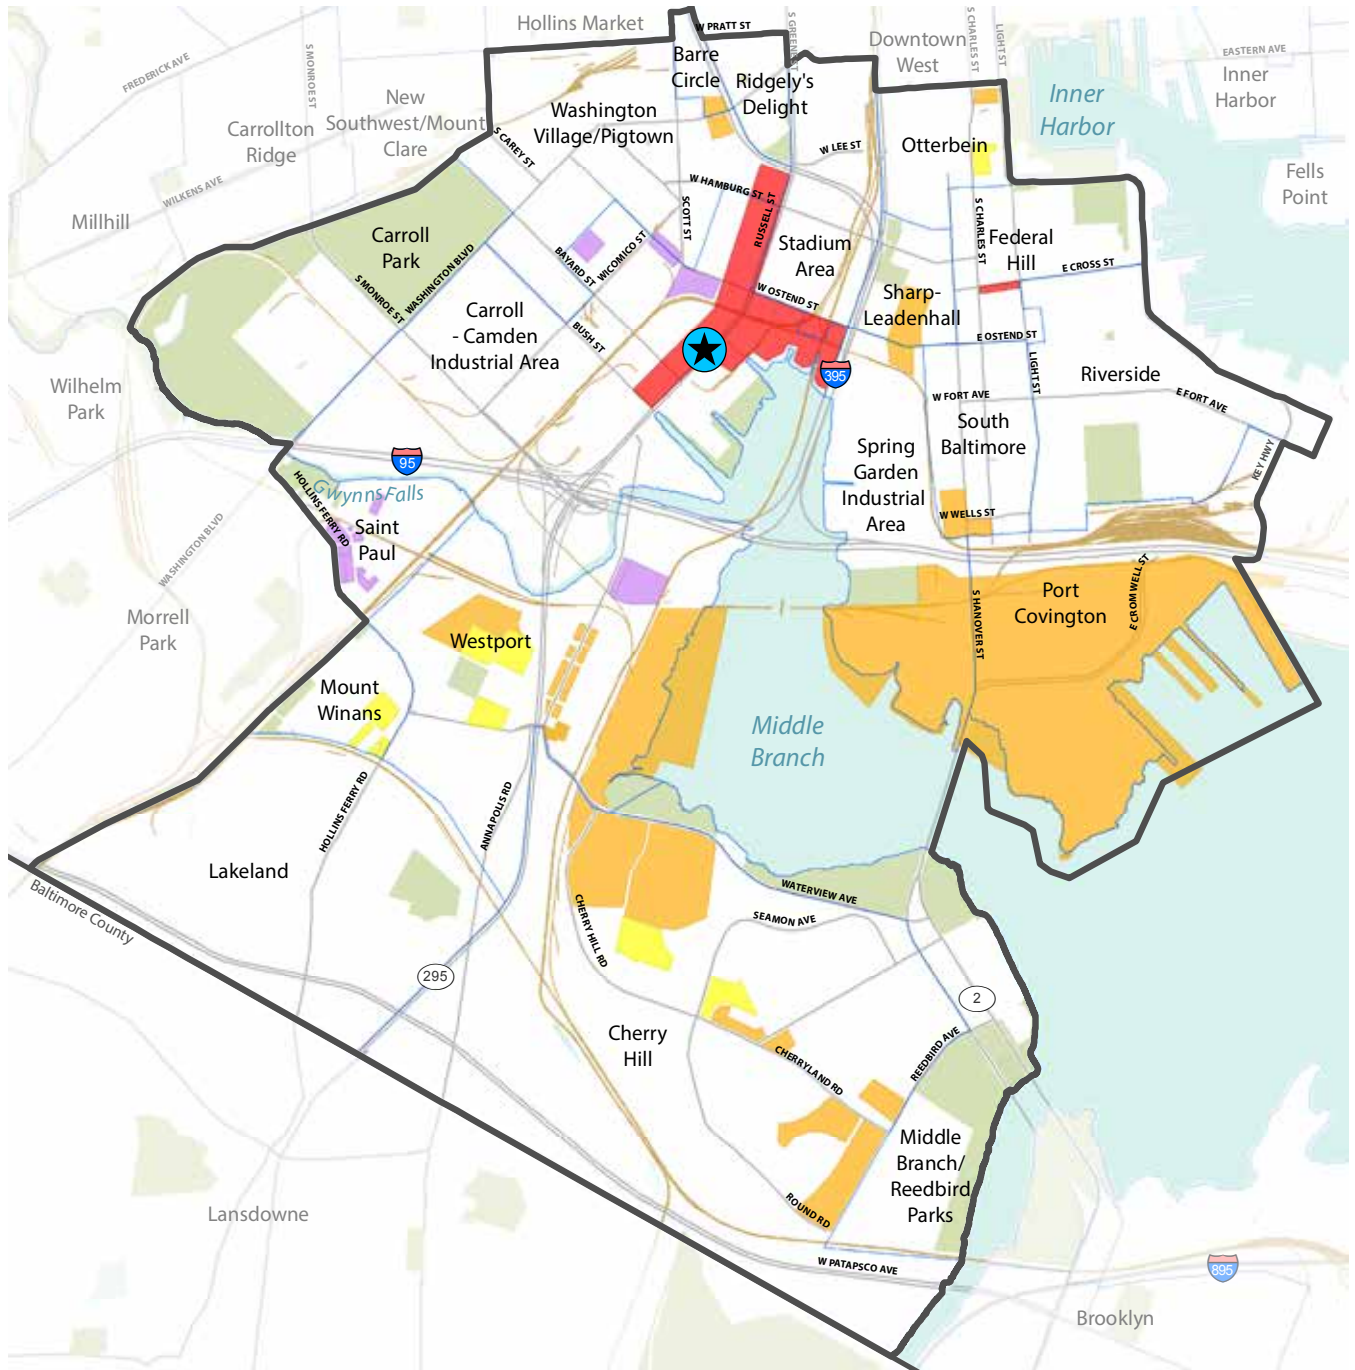 Hollins Market
W PRATT ST
S GREENE ST
S CHARLES ST
LIGHT ST
Downtown
West
EASTERN AVE
Inner
Harbor
FREDERICK AVE
S MONROE ST
Barre
Circle
Ridgely's
Delight
Inner
Harbor
New
Southwest/Mount
Clare
Carrollton
Ridge
Washington
Village/Pigtown
S CAREY ST
W LEE ST
Otterbein
Fells
Point
WILKENS AVE
Millhill
W HAMBURG ST
SCOTT ST
RUSSELL ST
S CHARLES ST
Federal
Hill
E CROSS ST
Carroll
Park
S MONROE ST
WASHINGTON BLVD
BAYARD ST
WICOMICO ST
Stadium
Area
W OSTEND ST
Sharp-
Leadenhall
E OSTEND ST
LIGHT ST
Carroll
- Camden
Industrial Area
BUSH ST
395
Wilhelm
Park
Riverside
W FORT AVE
E FORT AVE
South
Baltimore
KEY HWY
Spring
Garden
Industrial
Area
W WELLS ST
95
Gwynns Falls
HOLLINS FERRY RD
Saint
Paul
WASHINGTON BLVD
Morrell
Park
Port
Covington
E CROMWELL ST
S HANOVER ST
Westport
Mount
Winans
Middle
Branch
HOLLINS FERRY RD
ANNAPOLIS RD
Lakeland
Baltimore County
WATERVIEW AVE
SEAMON AVE
CHERRY HILL RD
295
2
Cherry
Hill
CHERRYLAND RD
REEDBIRD AVE
Middle
Branch/
Reedbird
Parks
ROUND RD
Lansdowne
W PATAPSCO AVE
895
Brooklyn